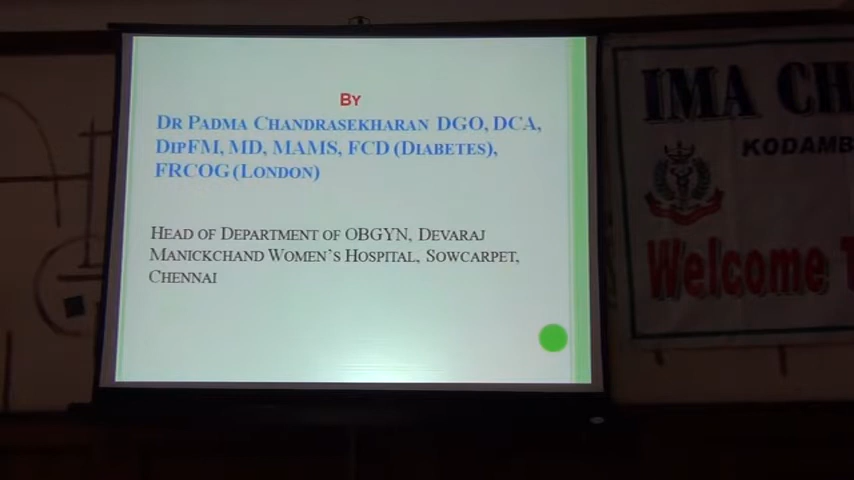 BY
DR PADMA CHANDRASEKHARAN DGO, DCA,
DIPFM, MD, MAMS, FCD (DIABETES),
FRCOG (LONDON)
HEAD OF DEPARTMENT OF OBGYN, DEVARAJ
MANICKCHAND WOMEN'S HOSPITAL, SOWCARPET,
CHENNAI
IMA CH
KODAMB
Welcome T